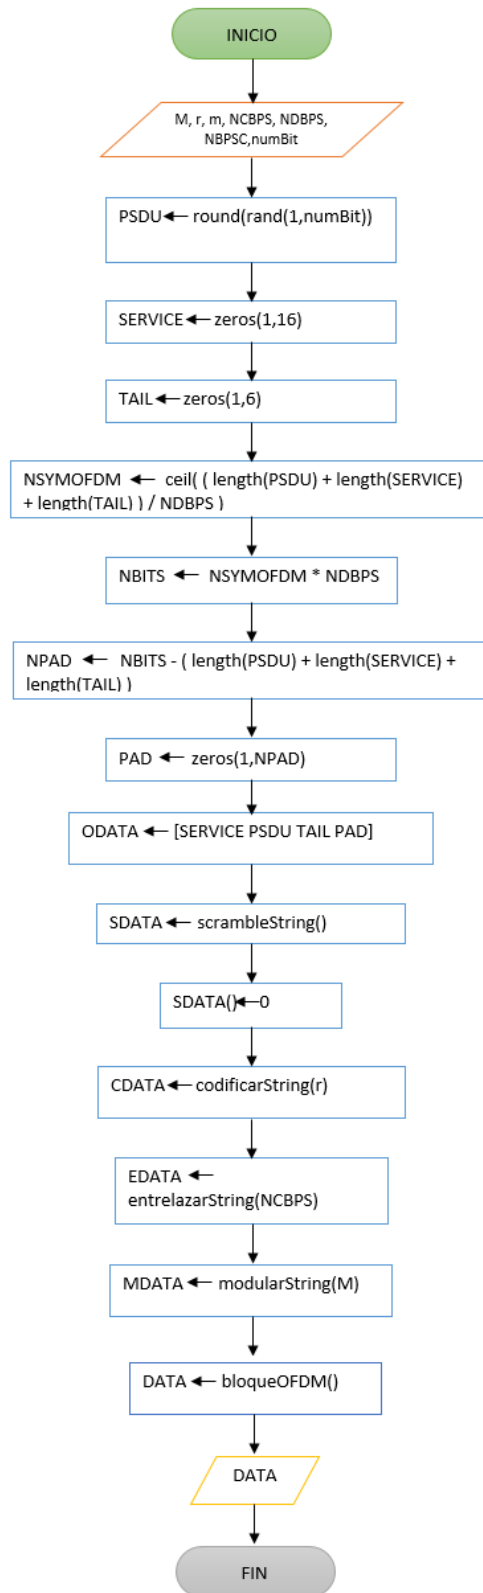 INICIO
M, r, m, NCBPS, NDBPS,
NBPSC,numBit
PSDU← round(rand(1,numBit))
SERVICE← zeros(1,16)
TAIL← zeros(1,6)
NSYMOFDM ← ceil( ( length(PSDU) + length(SERVICE)
+ length(TAIL) ) / NDBPS )
NBITS ← NSYMOFDM * NDBPS
NPAD ← NBITS - ( length(PSDU) + length(SERVICE) +
length(TAIL) )
PAD ← zeros(1,NPAD)
ODATA ← [SERVICE PSDU TAIL PAD]
SDATA← scrambleString()
SDATA()←0
CDATA← codificarString(r)
EDATA ←
entrelazarString(NCBPS)
MDATA ← modularString(M)
DATA ← bloqueOFDM()
DATA
FIN